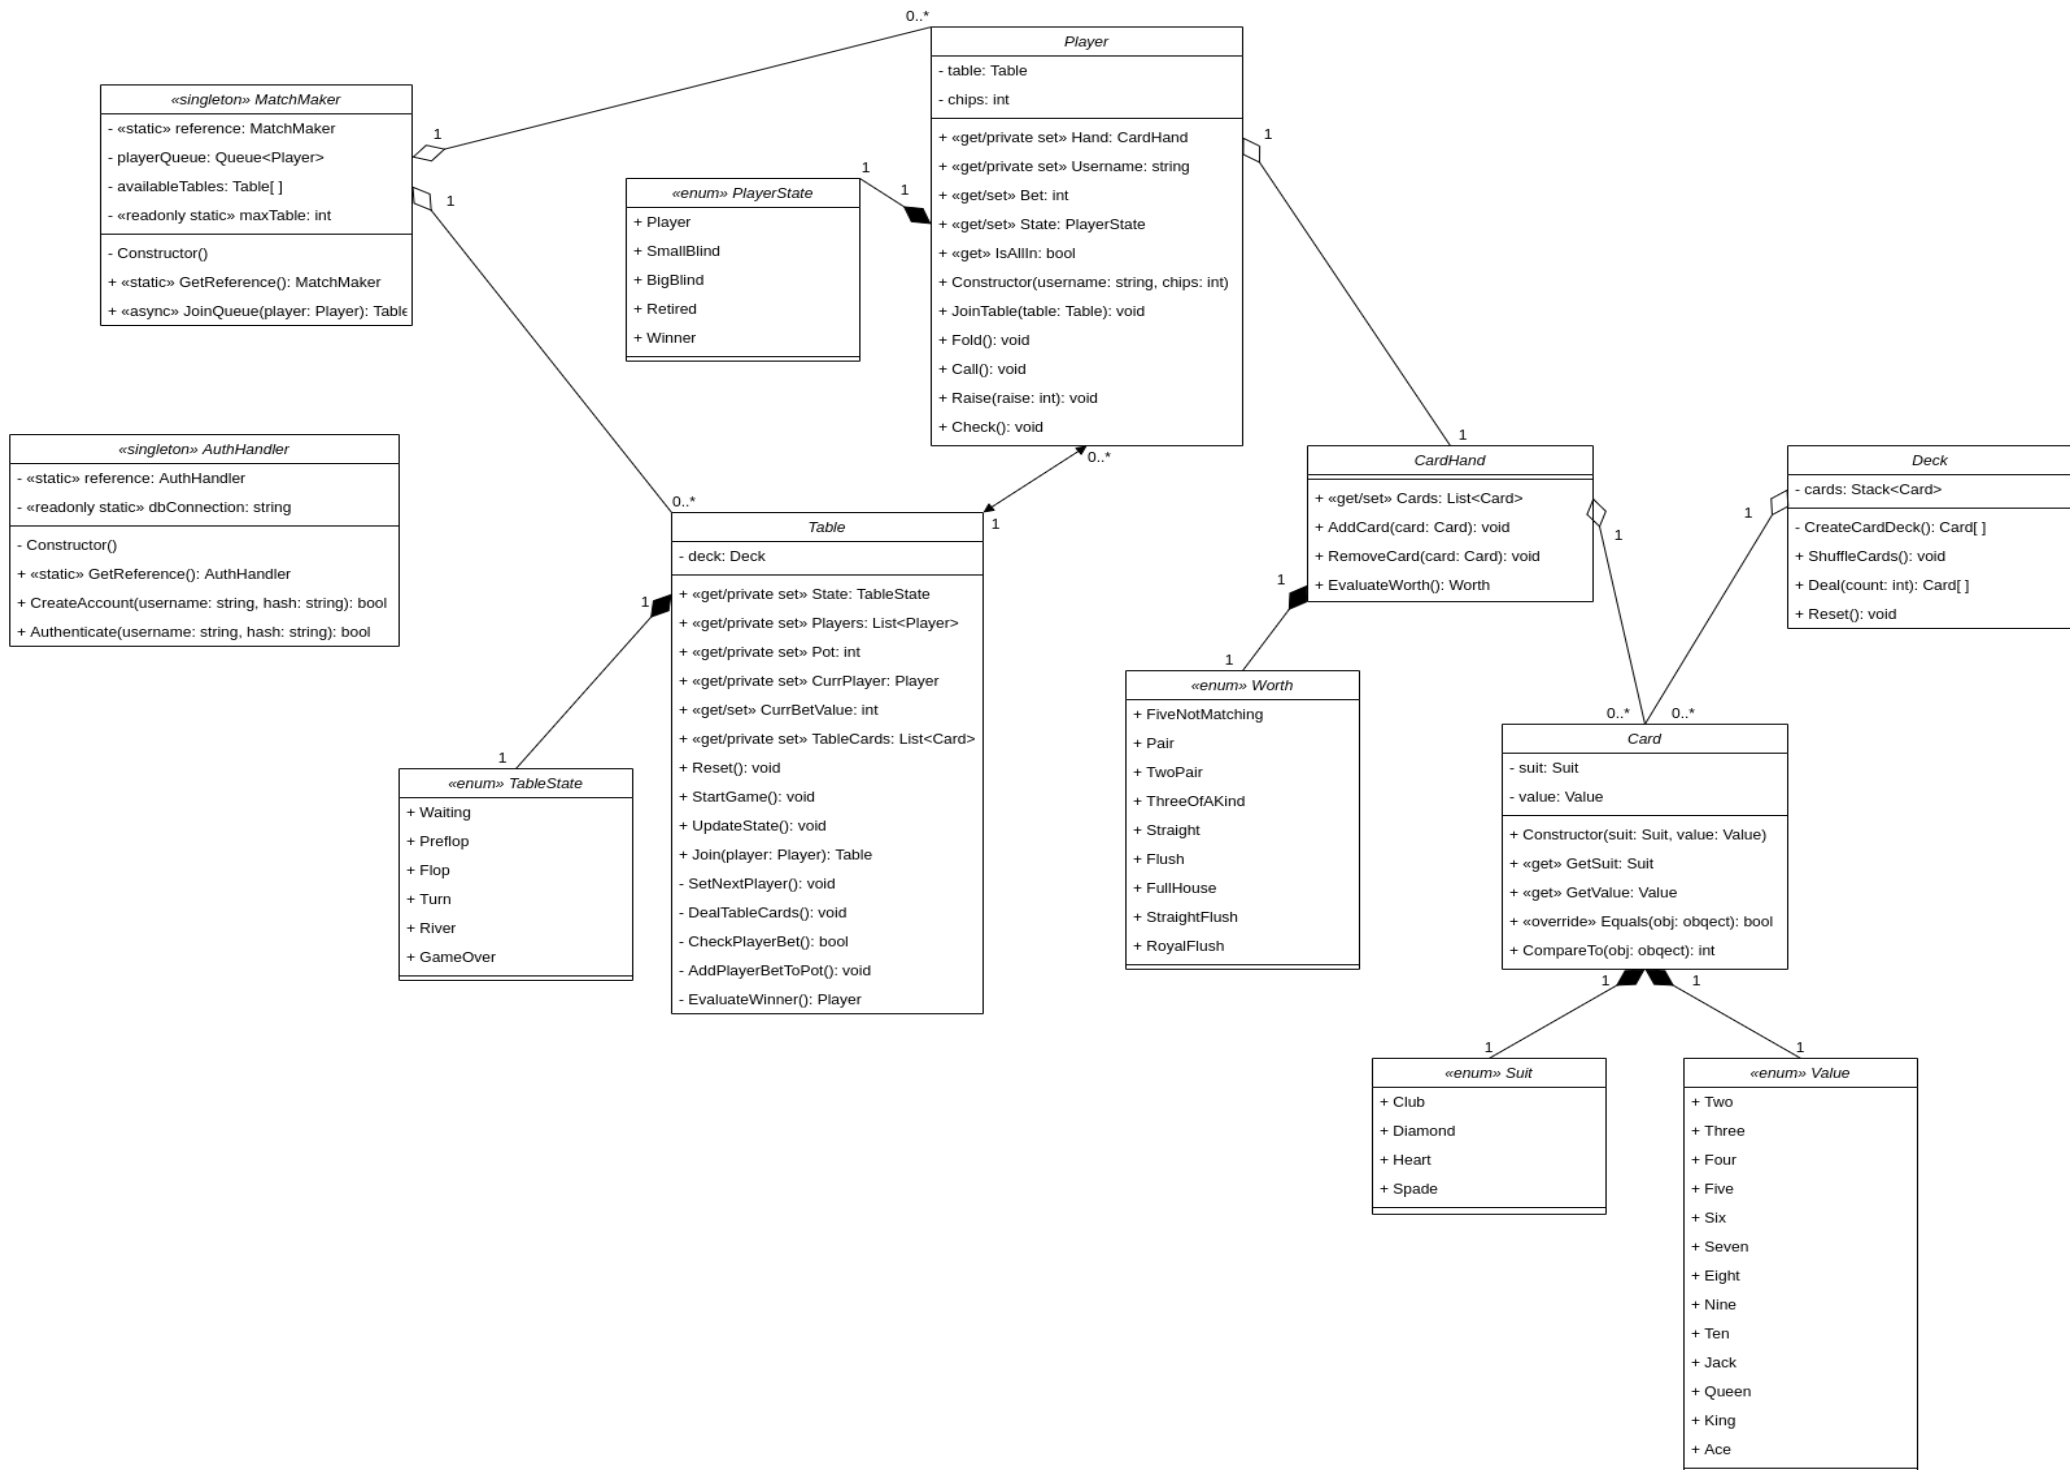 0..*
Player
- table: Table
- chips: int
+ «get/private set» Hand: CardHand
+ «get/private set» Username: string
+ «get/set» Bet: int
+ «get/set» State: PlayerState
+ «get» IsAllIn: bool
+ Constructor(username: string, chips: int)
+ JoinTable(table: Table): void
+ Fold(): void
+ Call(): void
+ Raise(raise: int): void
+ Check(): void
«singleton» MatchMaker
- «static» reference: MatchMaker
- playerQueue: Queue<Player>
- availableTables: Table[ ]
- «readonly static» maxTable: int
- Constructor()
+ «static» GetReference(): MatchMaker
+ «async» JoinQueue(player: Player): Table
1
1
1
1
1
«enum» PlayerState
+ Player
+ SmallBlind
+ BigBlind
+ Retired
+ Winner
«singleton» AuthHandler
- «static» reference: AuthHandler
- «readonly static» dbConnection: string
- Constructor()
+ «static» GetReference(): AuthHandler
+ CreateAccount(username: string, hash: string): bool
+ Authenticate(username: string, hash: string): bool
0..*
0..*
1
Table
- deck: Deck
+ «get/private set» State: TableState
+ «get/private set» Players: List<Player>
+ «get/private set» Pot: int
+ «get/private set» CurrPlayer: Player
+ «get/set» CurrBetValue: int
+ «get/private set» TableCards: List<Card>
+ Reset(): void
+ StartGame(): void
+ UpdateState(): void
+ Join(player: Player): Table
- SetNextPlayer(): void
- DealTableCards(): void
- CheckPlayerBet(): bool
- AddPlayerBetToPot(): void
- EvaluateWinner(): Player
1
1
«enum» TableState
+ Waiting
+ Preflop
+ Flop
+ Turn
+ River
+ GameOver
1
CardHand
+ «get/set» Cards: List<Card>
+ AddCard(card: Card): void
+ RemoveCard(card: Card): void
+ EvaluateWorth(): Worth
1
1
1
1
Deck
- cards: Stack<Card>
- CreateCardDeck(): Card[ ]
+ ShuffleCards(): void
+ Deal(count: int): Card[ ]
+ Reset(): void
«enum» Worth
+ FiveNotMatching
+ Pair
+ TwoPair
+ ThreeOfAKind
+ Straight
+ Flush
+ FullHouse
+ StraightFlush
+ RoyalFlush
0..*
0..*
Card
- suit: Suit
- value: Value
+ Constructor(suit: Suit, value: Value)
+ «get» GetSuit: Suit
+ «get» GetValue: Value
+ «override» Equals(obj: obqect): bool
+ CompareTo(obj: obqect): int
1
1
1
1
«enum» Suit
+ Club
+ Diamond
+ Heart
+ Spade
«enum» Value
+ Two
+ Three
+ Four
+ Five
+ Six
+ Seven
+ Eight
+ Nine
+ Ten
+ Jack
+ Queen
+ King
+ Ace